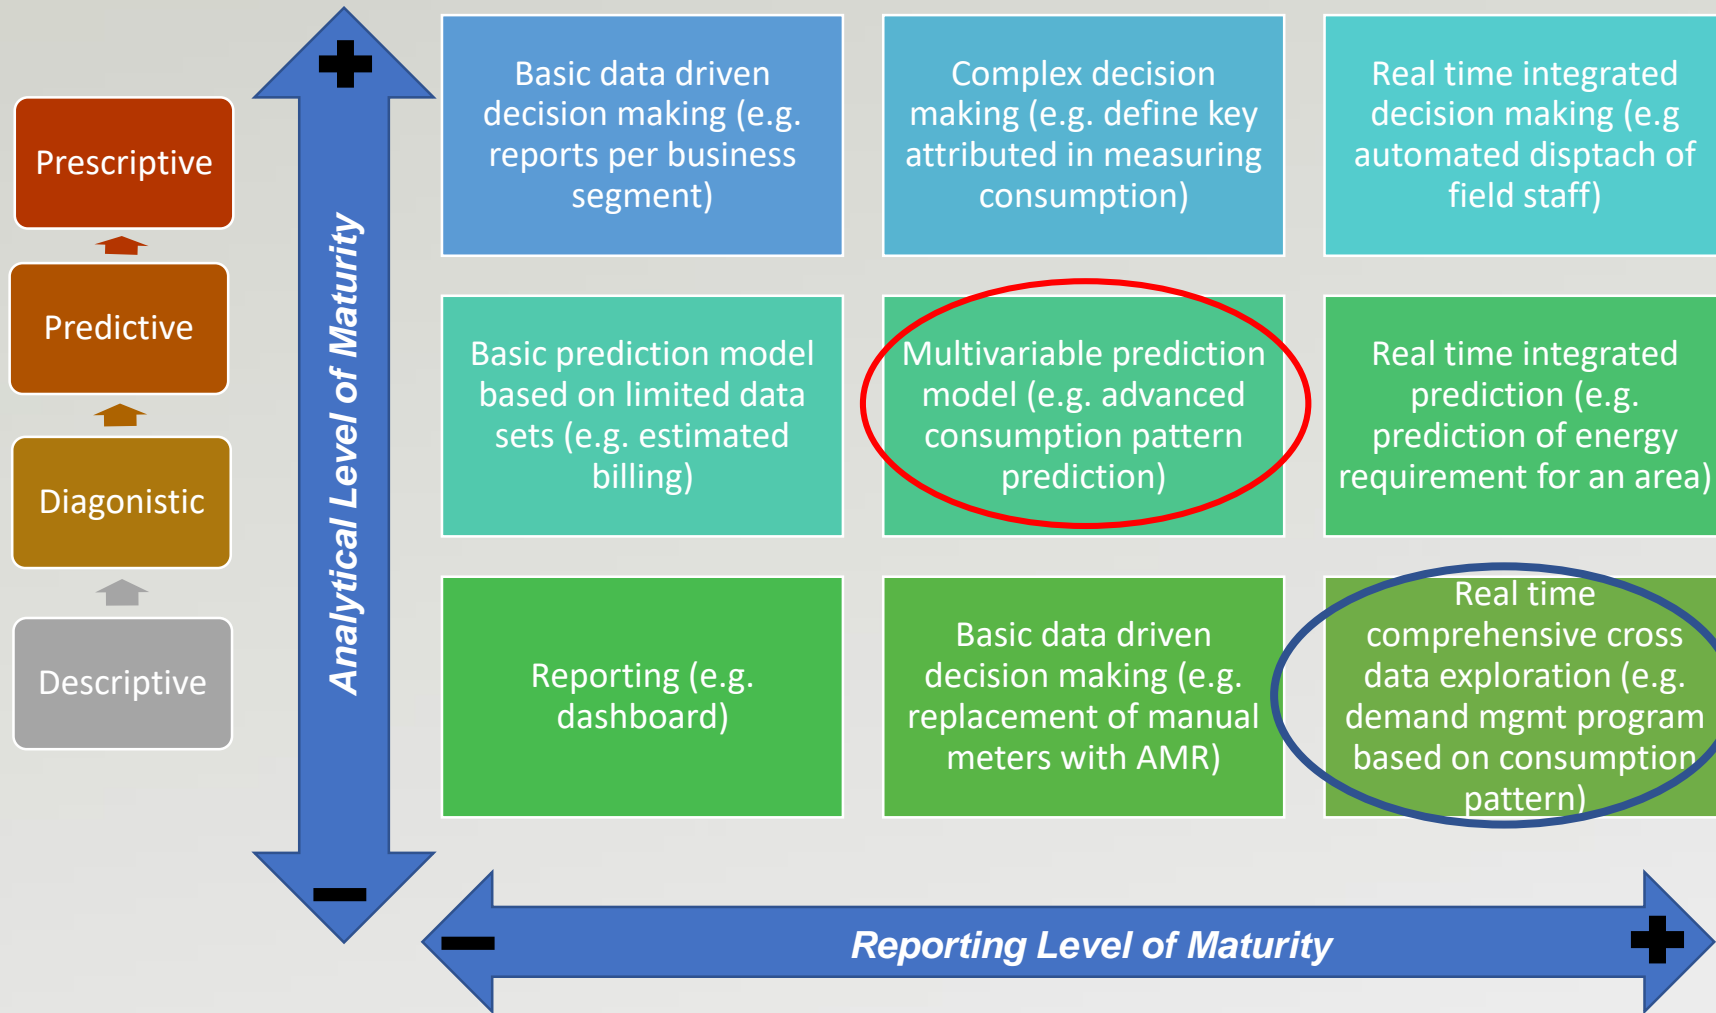 Prescriptive
Predictive
Diagonistic
Descriptive
Analytical Level of Maturity
Basic data driven
decision making (e.g.
reports per business
segment)
Complex decision
making (e.g. define key
attributed in measuring
consumption)
Real time integrated
decision making (e.g
automated disptach of
field staff)
Basic prediction model
based on limited data
sets (e.g. estimated
billing)
Multivariable prediction
model (e.g. advanced
consumption pattern
prediction)
Real time integrated
prediction (e.g.
prediction of energy
requirement for an area)
Reporting (e.g.
dashboard)
Basic data driven
decision making (e.g.
replacement of manual
meters with AMR)
Real time
comprehensive cross
data exploration (e.g.
demand mgmt program
based on consumption
pattern)
Reporting Level of Maturity